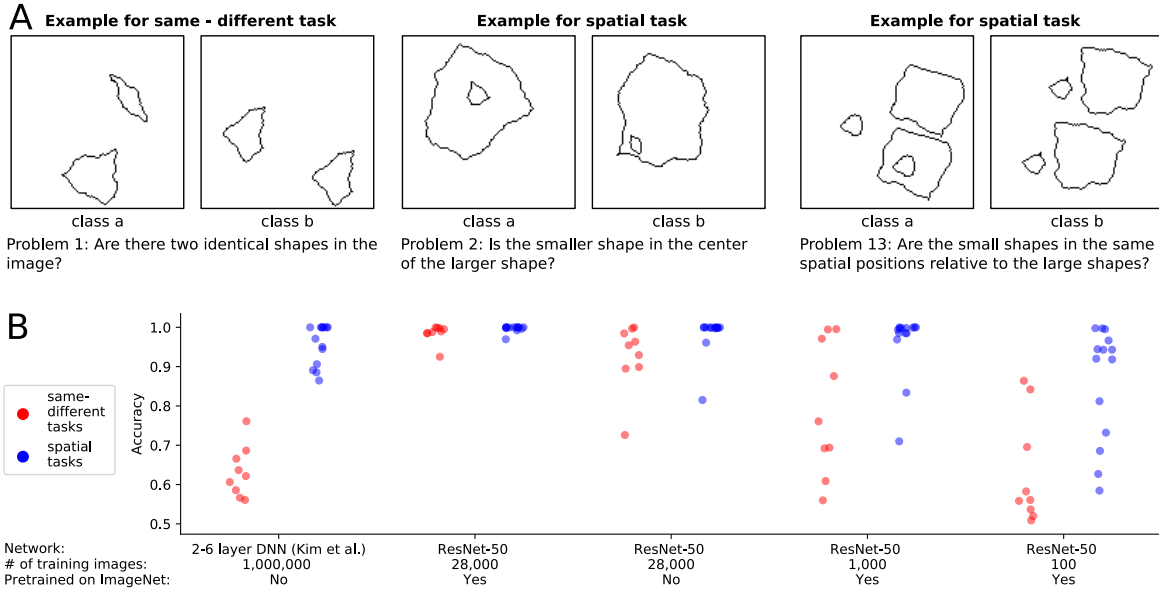 A
Example for same - different task
Example for spatial task
Example for spatial task
class a
class b
class a
class b
class a
class b
Problem 1: Are there two identical shapes in the
image?
Problem 2: Is the smaller shape in the center
of the larger shape?
Problem 13: Are the small shapes in the same
spatial positions relative to the large shapes?
B
same-
different
tasks
spatial
tasks
Accuracy
1.0
0.9
0.8
0.7
0.6
0.5
Network:
2-6 layer DNN (Kim et al.)
ResNet-50
ResNet-50
ResNet-50
ResNet-50
# of training images:
1,000,000
28,000
28,000
1,000
100
Pretrained on ImageNet:
No
Yes
No
Yes
Yes